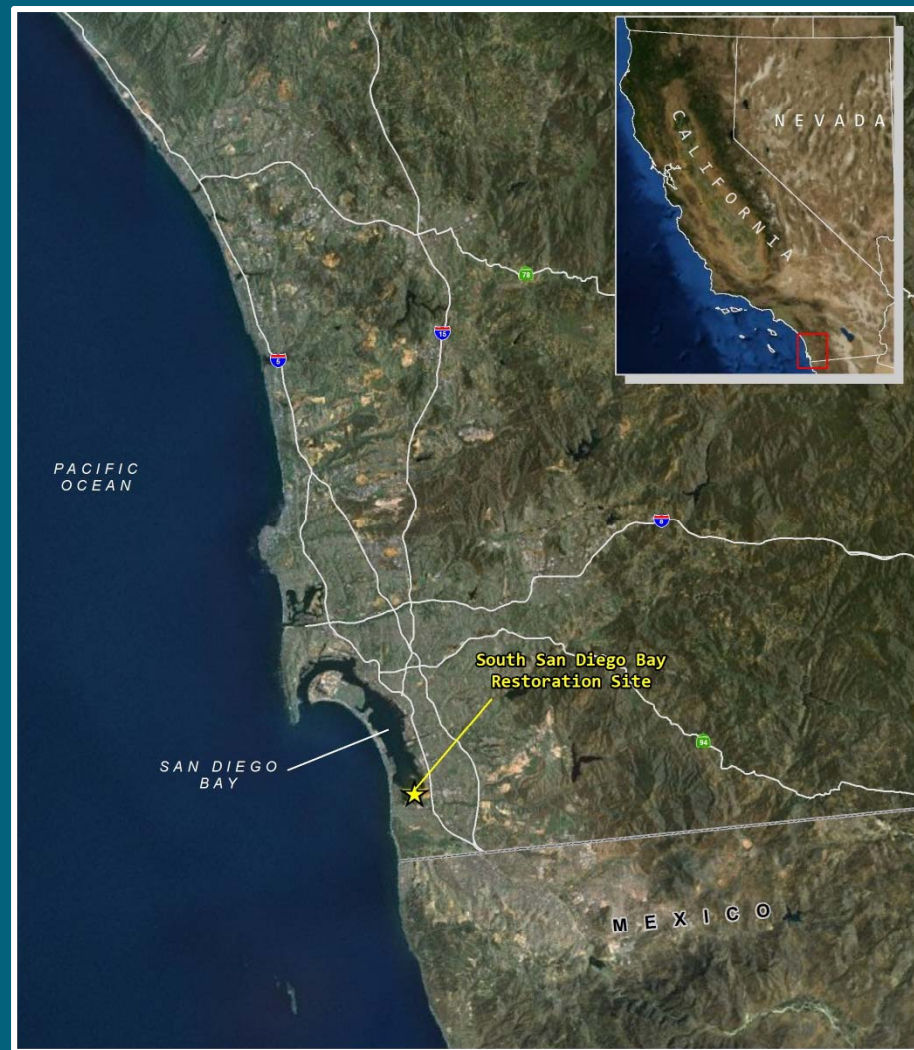 NEVADA
CALIFORNIA
78
15
5
PACIFIC
OCEAN
8
South San Diego Bay
Restoration Site
94
SAN DIEGO
BAY
MEXICO